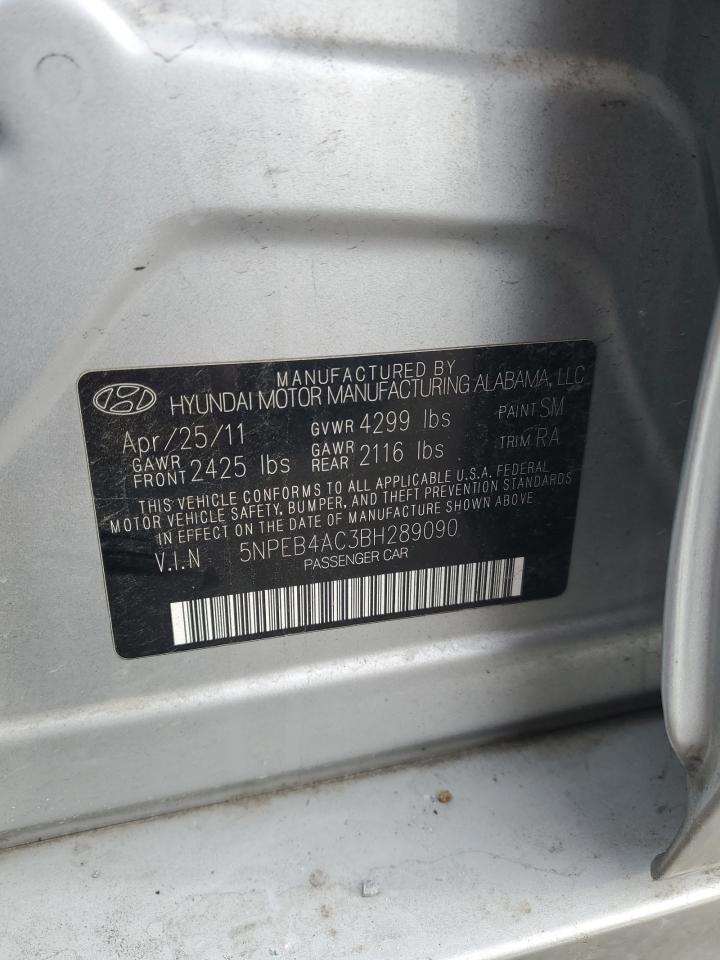 MANUFACTURED BY
HYUNDAI MOTOR MANUFACTURING ALABAMA, LLC
Apr/25/11 GVWR 4299 lbs PAINT SM
GAWR FRONT 2425 lbs GAWR REAR 2116 lbs TRIM RA
THIS VEHICLE CONFORMS TO ALL APPLICABLE U.S.A. FEDERAL
MOTOR VEHICLE SAFETY, BUMPER, AND THEFT PREVENTION STANDARDS
IN EFFECT ON THE DATE OF MANUFACTURE SHOWN ABOVE
V.I.N 5NPEB4AC3BH289090
PASSENGER CAR